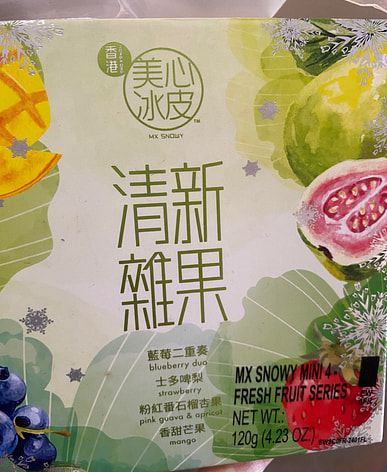 香港
美心
冰皮
TM
MX SNOWY
清新
雜果
藍莓二重奏
blueberry duo
士多啤梨
strawberry
粉紅番石榴杏果
pink guava & apricot
香甜芒果
mango
MX SNOWY MINI 4-
FRESH FRUIT SERIES
NET WT.:
120g (4.23 OZ.)